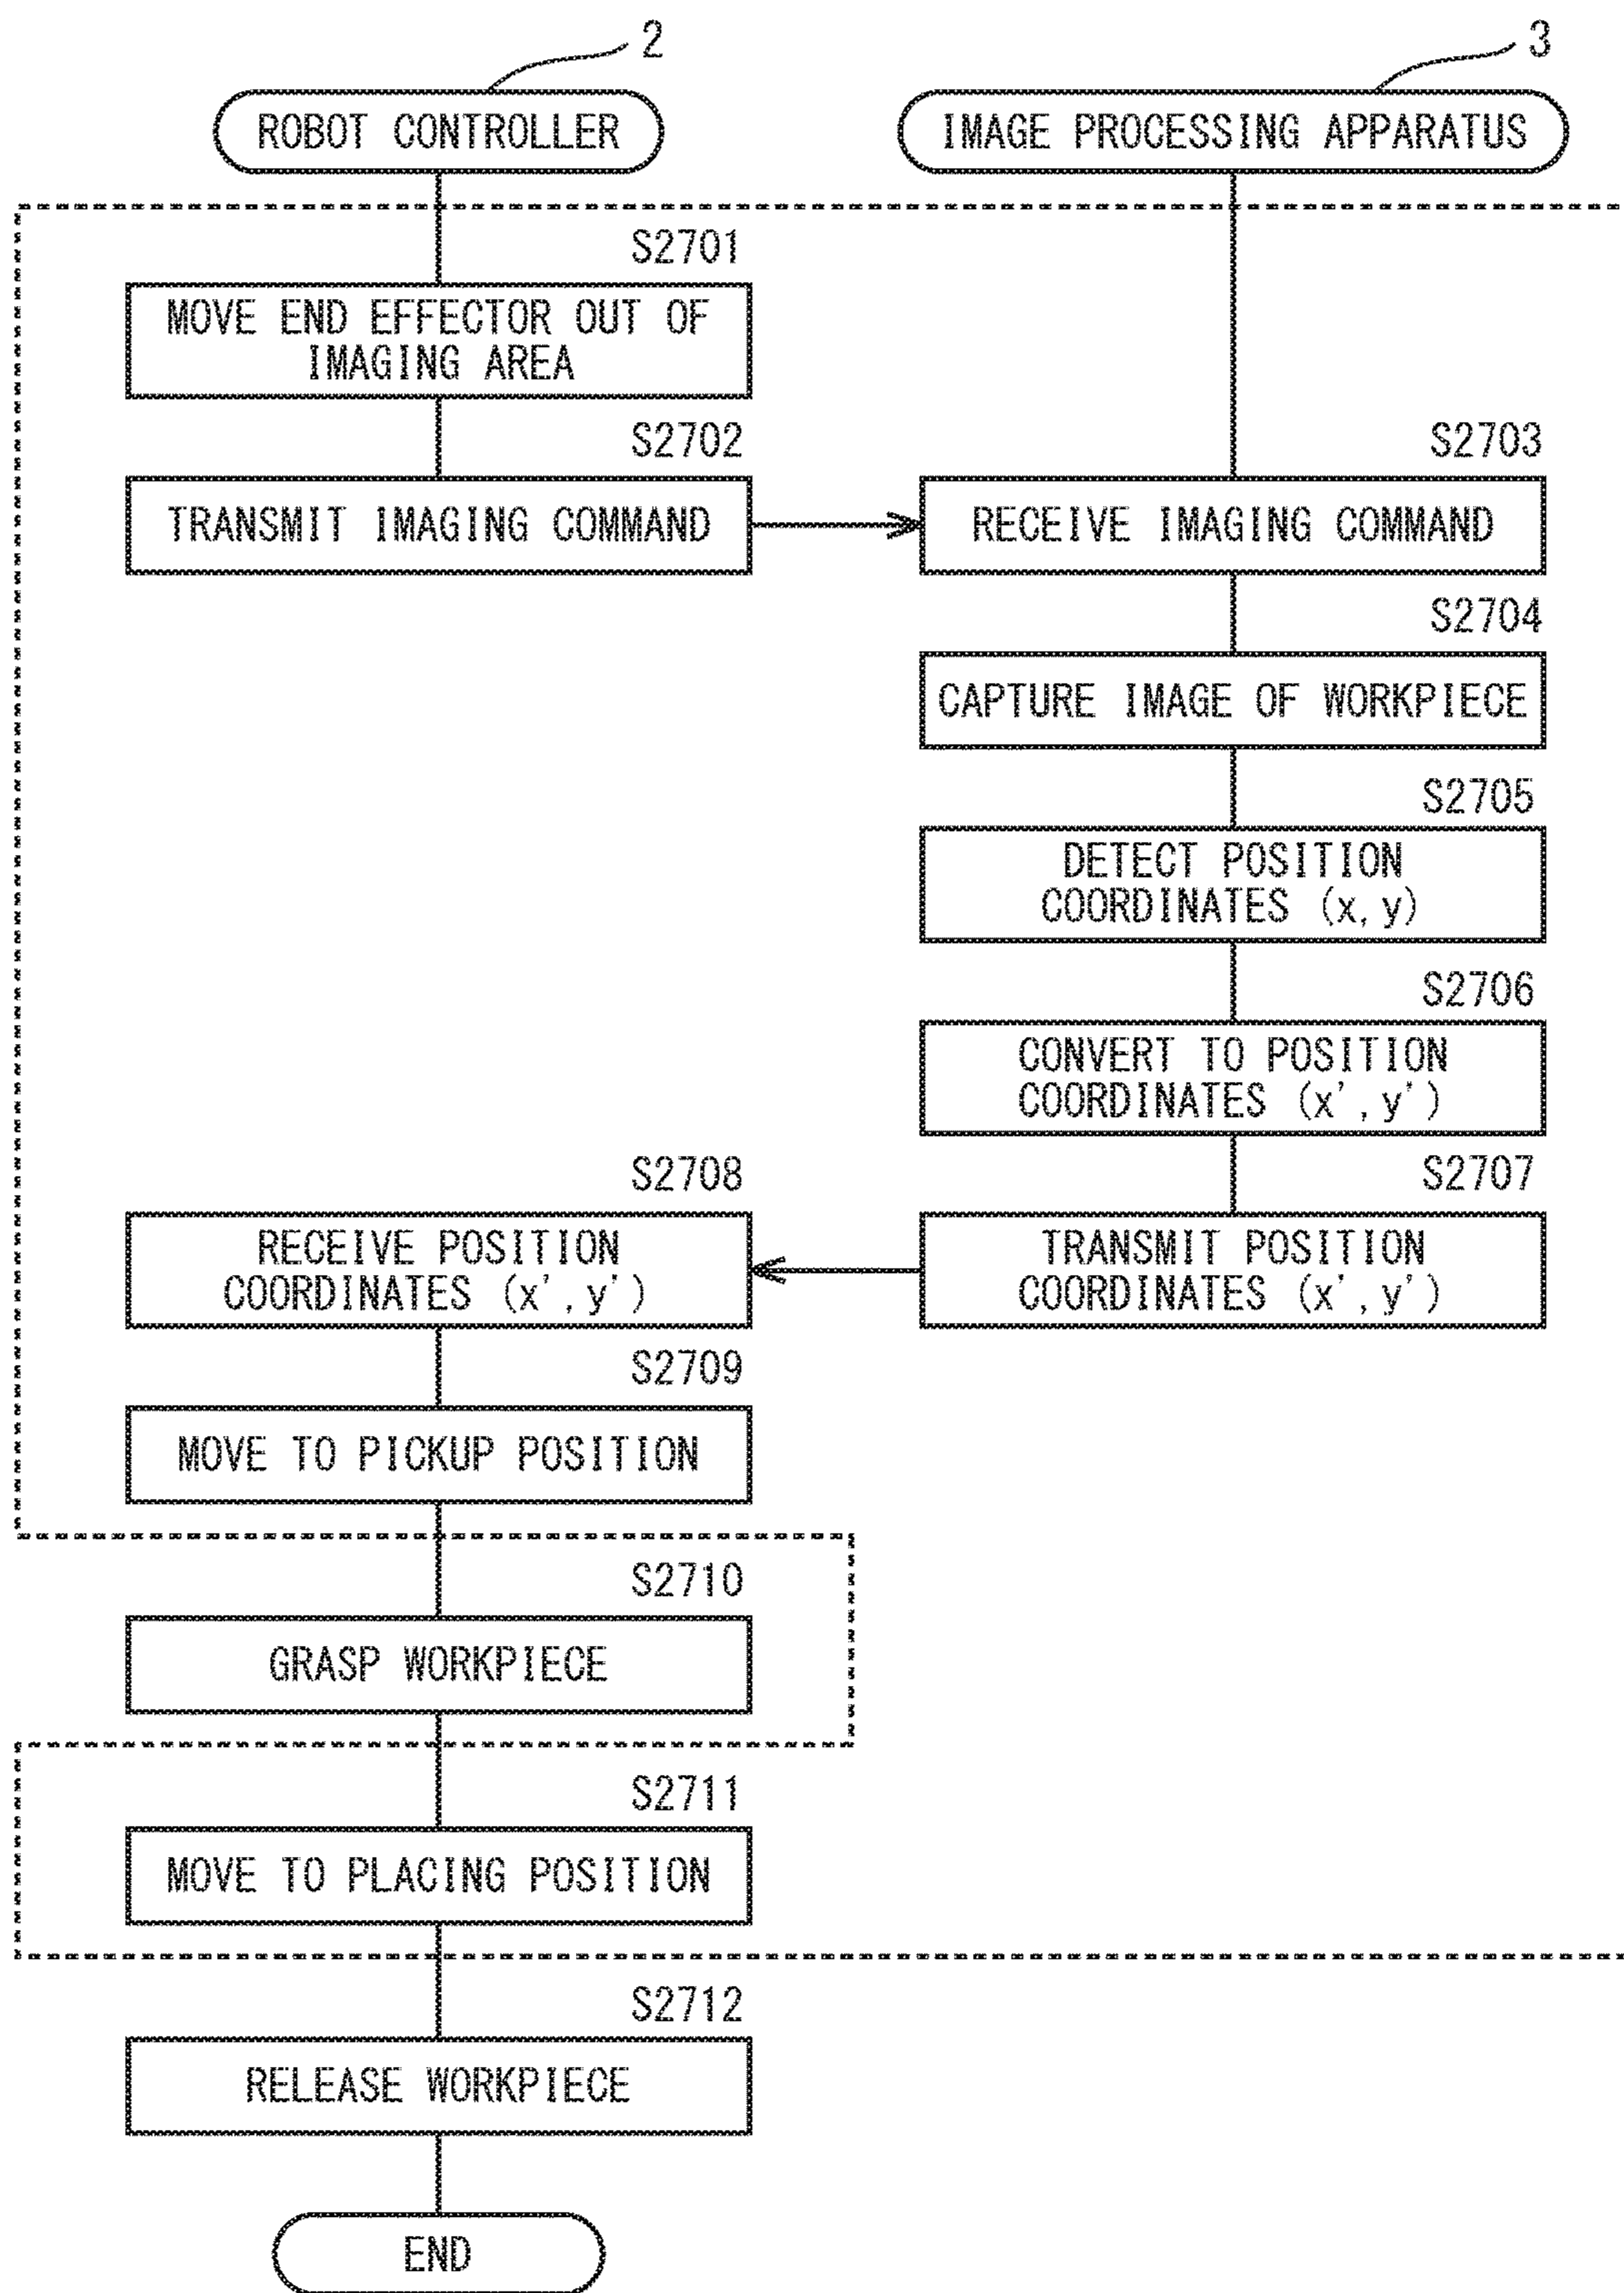 2
3
ROBOT CONTROLLER
IMAGE PROCESSING APPARATUS
S2701
MOVE END EFFECTOR OUT OF
IMAGING AREA
S2702
S2703
TRANSMIT IMAGING COMMAND
RECEIVE IMAGING COMMAND
S2704
CAPTURE IMAGE OF WORKPIECE
S2705
DETECT POSITION
COORDINATES (x, y)
S2706
CONVERT TO POSITION
COORDINATES (x', y')
S2708
S2707
RECEIVE POSITION
COORDINATES (x', y')
TRANSMIT POSITION
COORDINATES (x', y')
S2709
MOVE TO PICKUP POSITION
S2710
GRASP WORKPIECE
S2711
MOVE TO PLACING POSITION
S2712
RELEASE WORKPIECE
END